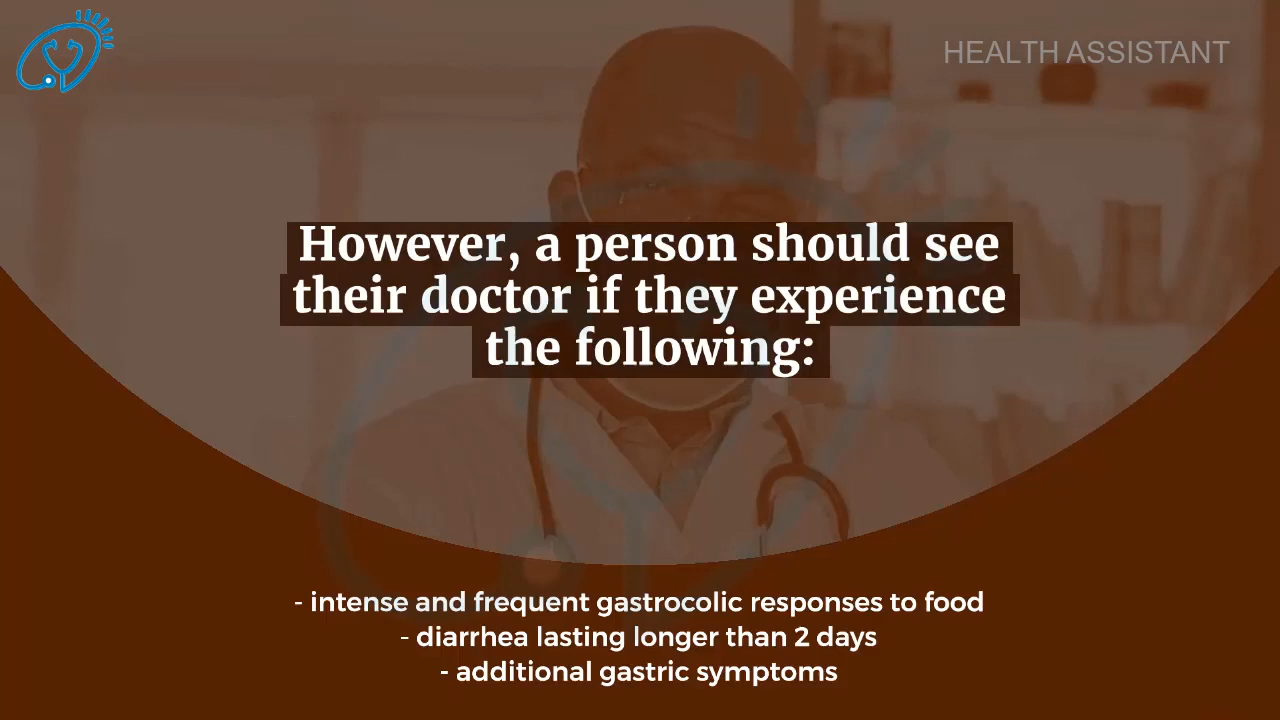 HEALTH ASSISTANT
However, a person should see
their doctor if they experience
the following:
- intense and frequent gastrocolic responses to food
- diarrhea lasting longer than 2 days
- additional gastric symptoms